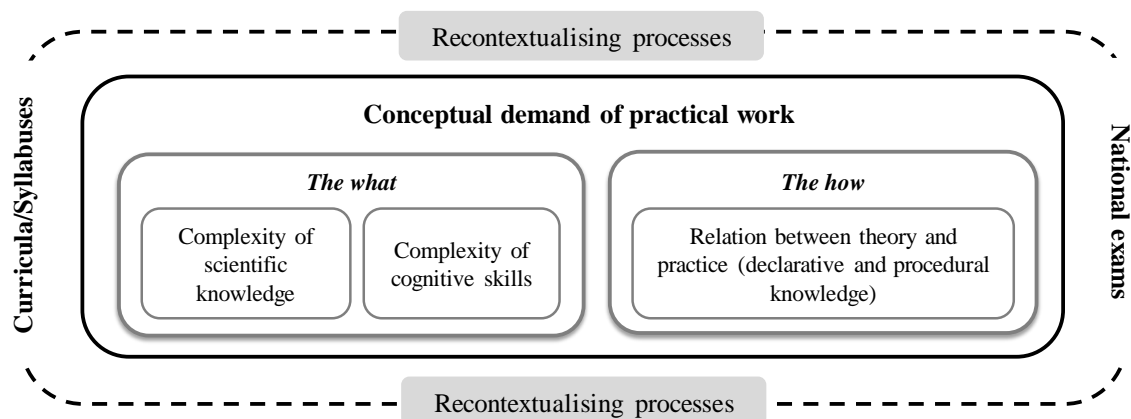 Recontextualising processes
Curricula/Syllabuses
Conceptual demand of practical work
The what
Complexity of
scientific
knowledge
Complexity of
cognitive skills
The how
Relation between theory and
practice (declarative and procedural
knowledge)
National exams
Recontextualising processes